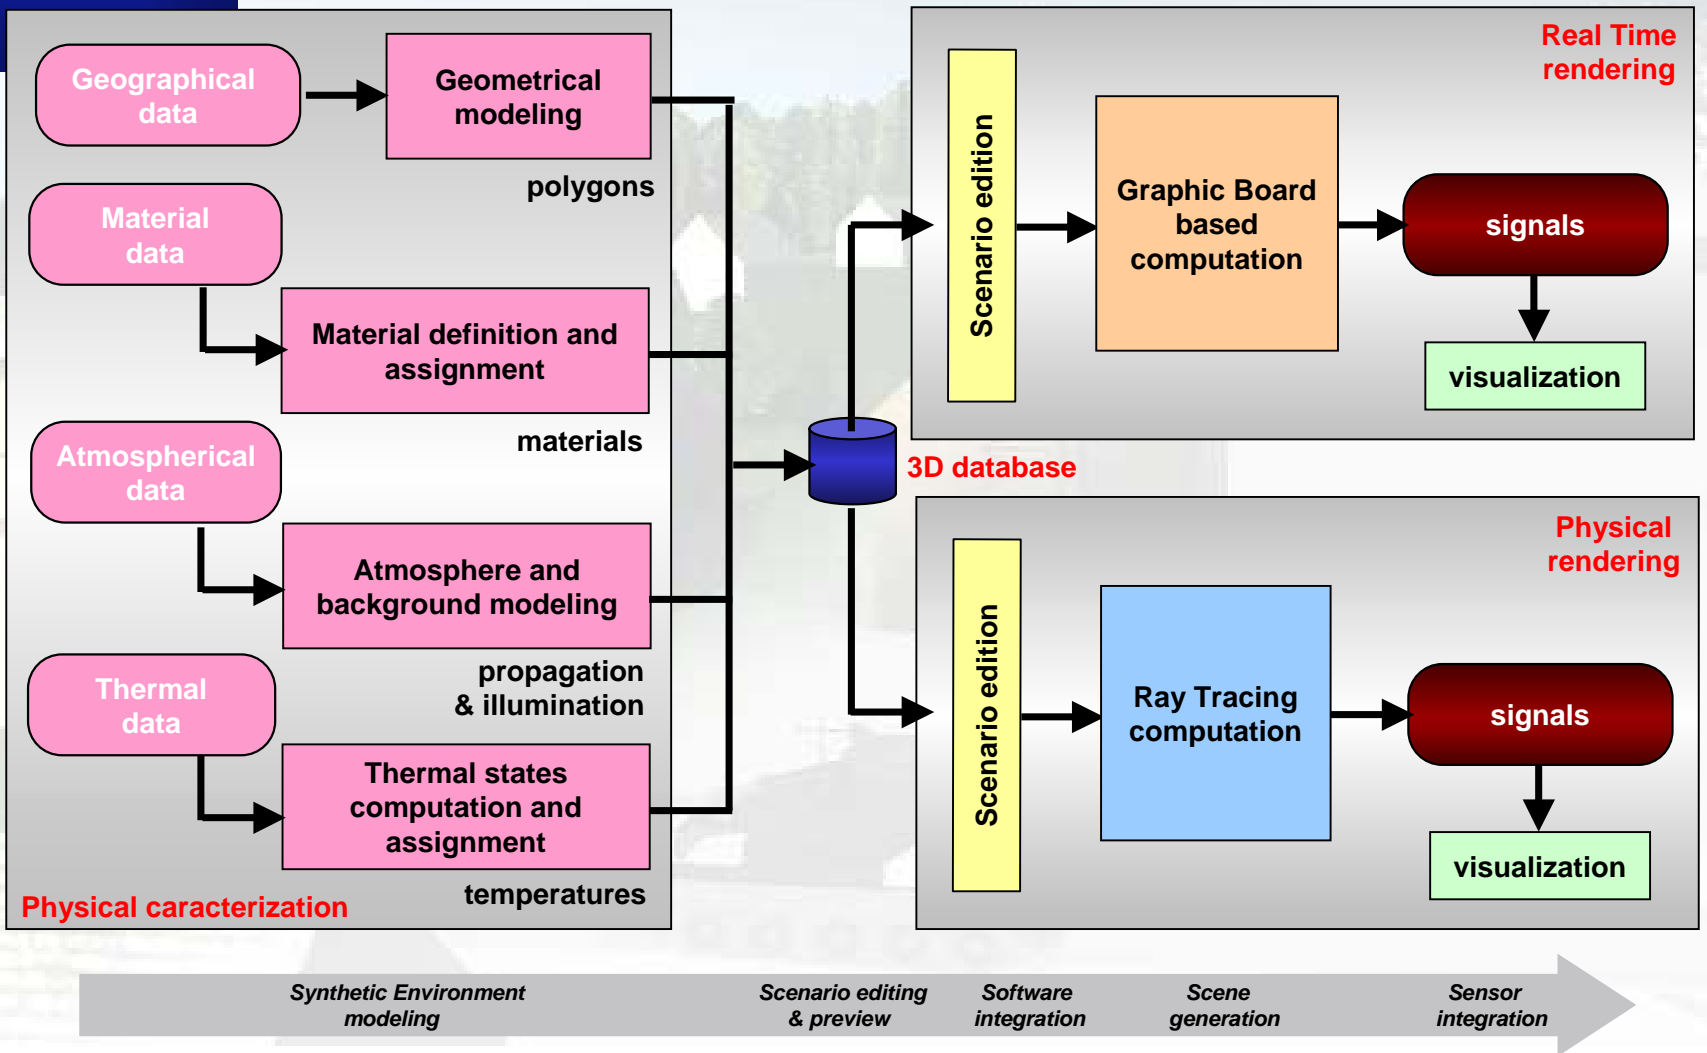 Geographical
data
Geometrical
modeling
polygons
Material
data
Material definition and
assignment
materials
Atmospherical
data
Atmosphere and
background modeling
propagation
& illumination
Thermal
data
Thermal states
computation and
assignment
temperatures
Physical caracterization
3D database
Real Time
rendering
Scenario edition
Graphic Board
based
computation
signals
visualization
Physical
rendering
Scenario edition
Ray Tracing
computation
signals
visualization
Synthetic Environment
modeling
Scenario editing
& preview
Software
integration
Scene
generation
Sensor
integration